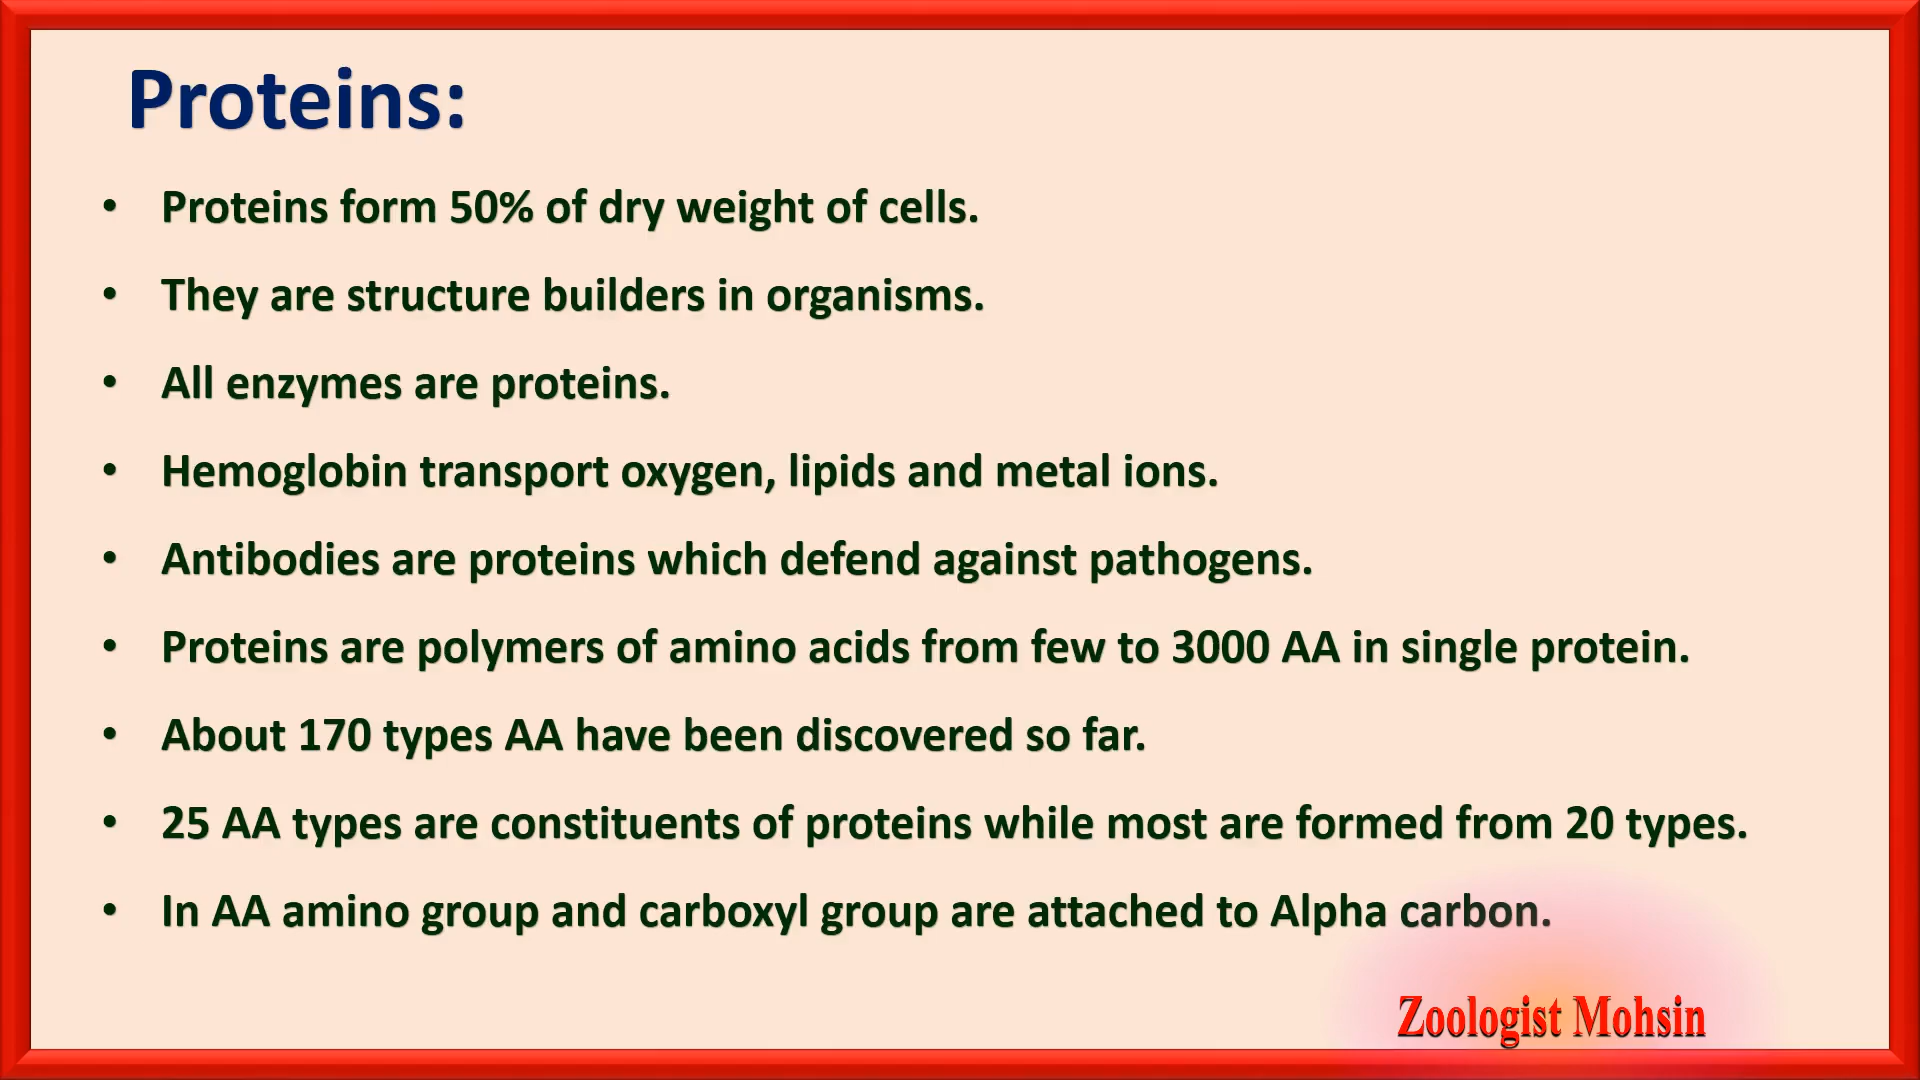 Proteins:
• Proteins form 50% of dry weight of cells.
• They are structure builders in organisms.
• All enzymes are proteins.
• Hemoglobin transport oxygen, lipids and metal ions.
• Antibodies are proteins which defend against pathogens.
• Proteins are polymers of amino acids from few to 3000 AA in single protein.
• About 170 types AA have been discovered so far.
• 25 AA types are constituents of proteins while most are formed from 20 types.
• In AA amino group and carboxyl group are attached to Alpha carbon.
Zoologist Mohsin